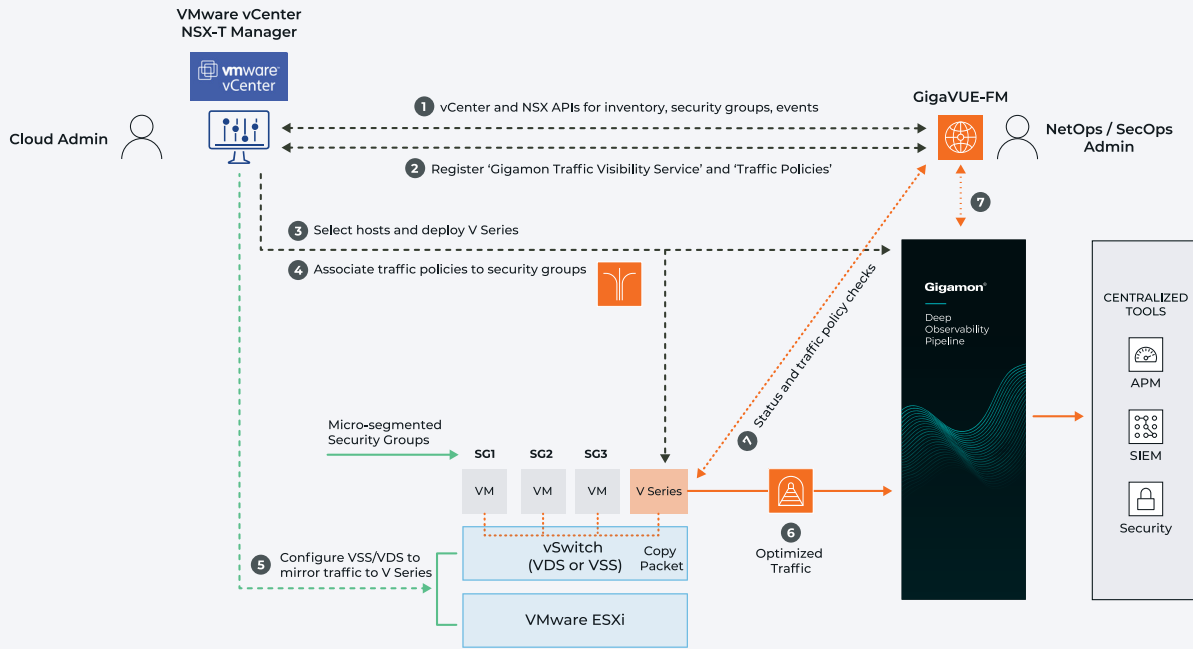 VMware vCenter
NSX-T Manager
vmware®
vCenter
Cloud Admin
1 vCenter and NSX APIs for inventory, security groups, events
GigaVUE-FM
NetOps / SecOps
Admin
2 Register ‘Gigamon Traffic Visibility Service’ and ‘Traffic Policies’
7
3 Select hosts and deploy V Series
4 Associate traffic policies to security groups
7 Status and traffic policy checks
Gigamon®
Deep
Observability
Pipeline
CENTRALIZED
TOOLS
APM
SIEM
Security
Micro-segmented
Security Groups
SG1
SG2
SG3
VM
VM
VM
V Series
6
Optimized
Traffic
5 Configure VSS/VDS to
mirror traffic to V Series
vSwitch
(VDS or VSS)
Copy
Packet
VMware ESXi